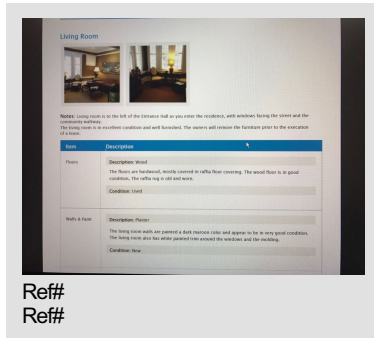 Living Room
Notes: Living room is to the left of the Entrance Hall as you enter the residence, with windows facing the street and the
community walkway.
The living room is in excellent condition and well furnished. The owners will remove the furniture prior to the execution
of a lease.
Item Description
Floors Description: Wood
The floors are hardwood, mostly covered in raffia floor covering. The wood floor is in good
condition. The raffia rug is old and worn.
Condition: Used
Walls & Paint Description: Plaster
The living room walls are painted a dark maroon color and appear to be in very good condition.
The living room also has white painted trim around the windows and the molding.
Condition: New
Ref#
Ref#